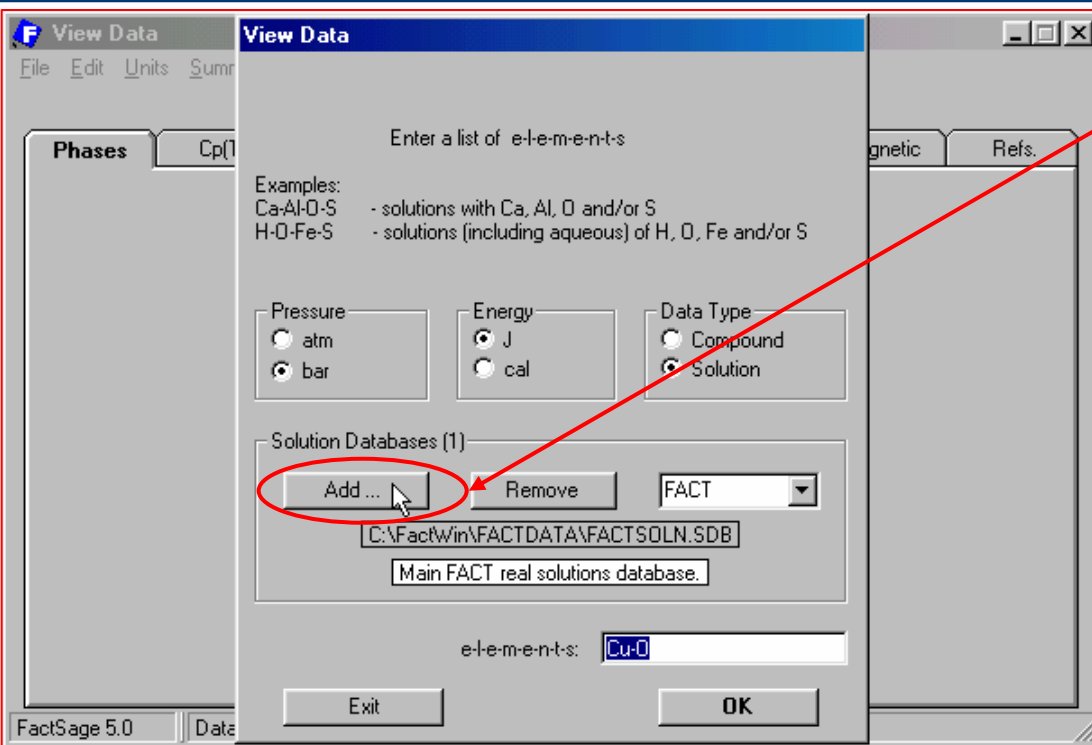 View Data
File Edit Units
Phases
Refs.
View Data
Enter a list of e-l-e-m-e-n-t-s
Examples:
Ca-Al-O-S - solutions with Ca, Al, O and/or S
H-O-Fe-S - solutions (including aqueous) of H, O, Fe and/or S
Pressure
atm
bar
Energy
J
cal
Data Type
Compound
Solution
Solution Databases (1)
Add ...
Remove
FACT
C:\FactWin\FACTDATA\FACTSOLN.SDB
Main FACT real solutions database.
e-l-e-m-e-n-t-s: Cu-O
Exit
OK
FactSage 5.0